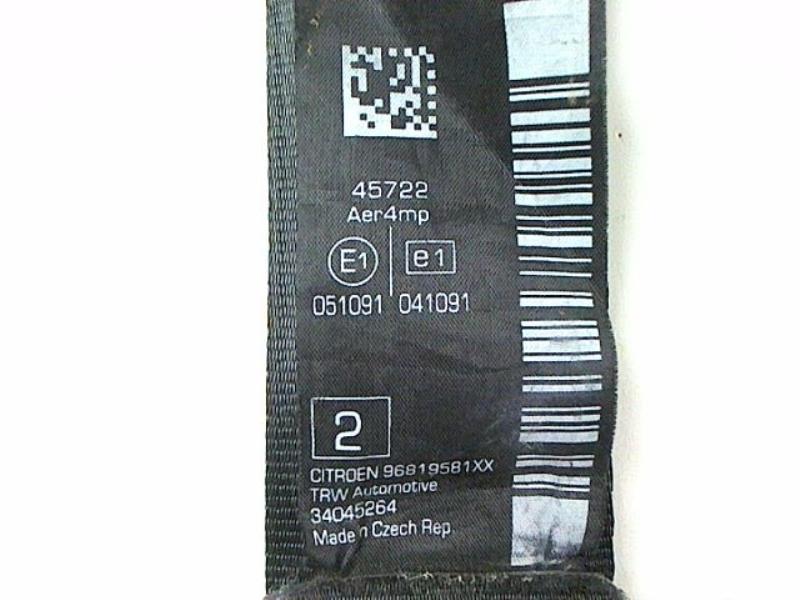 45722
Aer4mp
E1 e1
051091 041091
2
CITROEN 96819581XX
TRW Automotive
34045264
Made in Czech Rep.